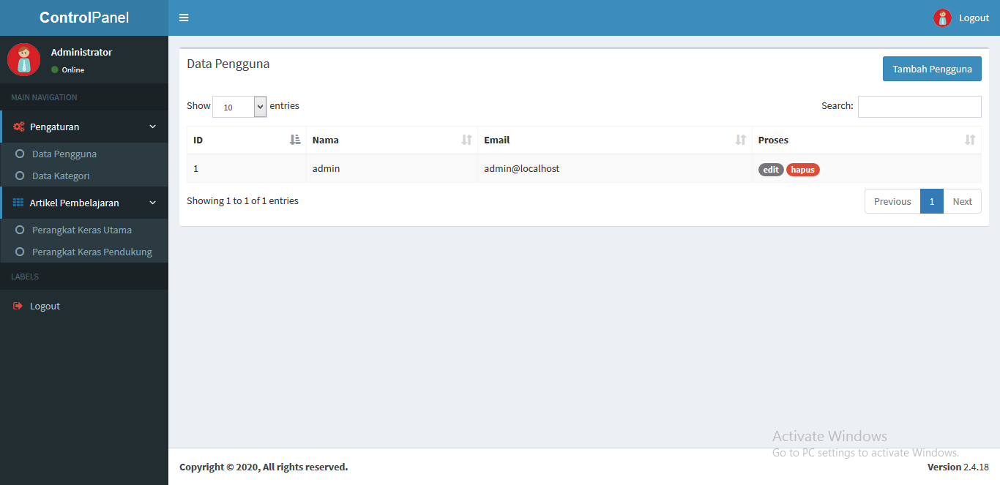 ControlPanel
Logout
Administrator
Online
MAIN NAVIGATION
Pengaturan
Data Pengguna
Data Kategori
Artikel Pembelajaran
Perangkat Keras Utama
Perangkat Keras Pendukung
LABELS
Logout
Data Pengguna
Tambah Pengguna
Show 10 entries Search:
ID Nama Email Proses
1 admin admin@localhost edit hapus
Showing 1 to 1 of 1 entries Previous 1 Next
Activate Windows
Go to PC settings to activate Windows.
Copyright © 2020, All rights reserved. Version 2.4.18